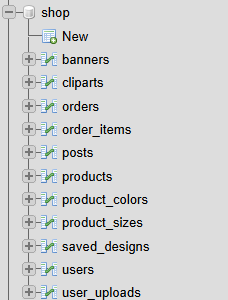 shop
New
banners
cliparts
orders
order_items
posts
products
product_colors
product_sizes
saved_designs
users
user_uploads